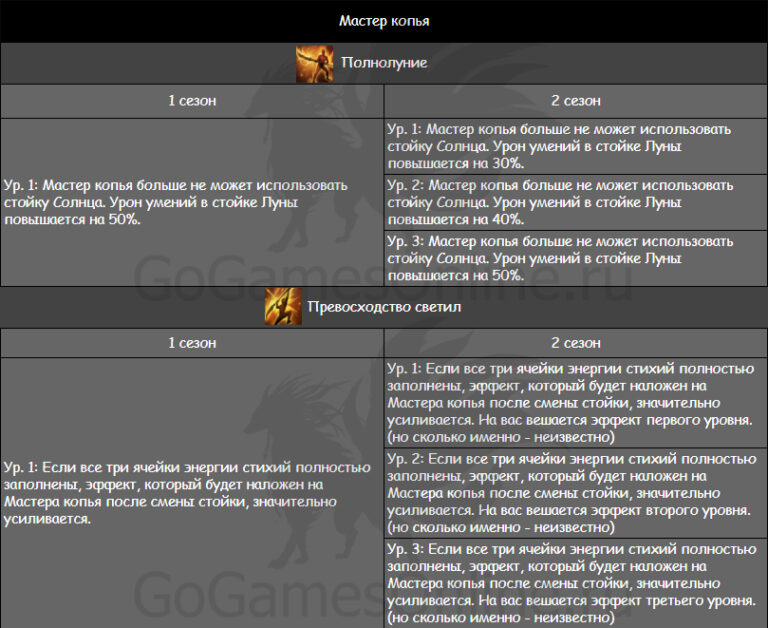 Мастер копья
Полнолуние
1 сезон
2 сезон
Ур. 1: Мастер копья больше не может использовать
стойку Солнца. Урон умений в стойке Луны
повышается на 50%.
Ур. 1: Мастер копья больше не может использовать
стойку Солнца. Урон умений в стойке Луны
повышается на 30%.
Ур. 2: Мастер копья больше не может использовать
стойку Солнца. Урон умений в стойке Луны
повышается на 40%.
Ур. 3: Мастер копья больше не может использовать
стойку Солнца. Урон умений в стойке Луны
повышается на 50%.
GoGamesOnline.ru
Превосходство светил
1 сезон
2 сезон
Ур. 1: Если все три ячейки энергии стихий полностью
заполнены, эффект, который будет наложен на
Мастера копья после смены стойки, значительно
усиливается.
Ур. 1: Если все три ячейки энергии стихий полностью
заполнены, эффект, который будет наложен на
Мастера копья после смены стойки, значительно
усиливается. На вас вешается эффект первого уровня.
(но сколько именно - неизвестно)
Ур. 2: Если все три ячейки энергии стихий полностью
заполнены, эффект, который будет наложен на
Мастера копья после смены стойки, значительно
усиливается. На вас вешается эффект второго уровня.
(но сколько именно - неизвестно)
Ур. 3: Если все три ячейки энергии стихий полностью
заполнены, эффект, который будет наложен на
Мастера копья после смены стойки, значительно
усиливается. На вас вешается эффект третьего уровня.
(но сколько именно - неизвестно)
GoGamesOnline.ru